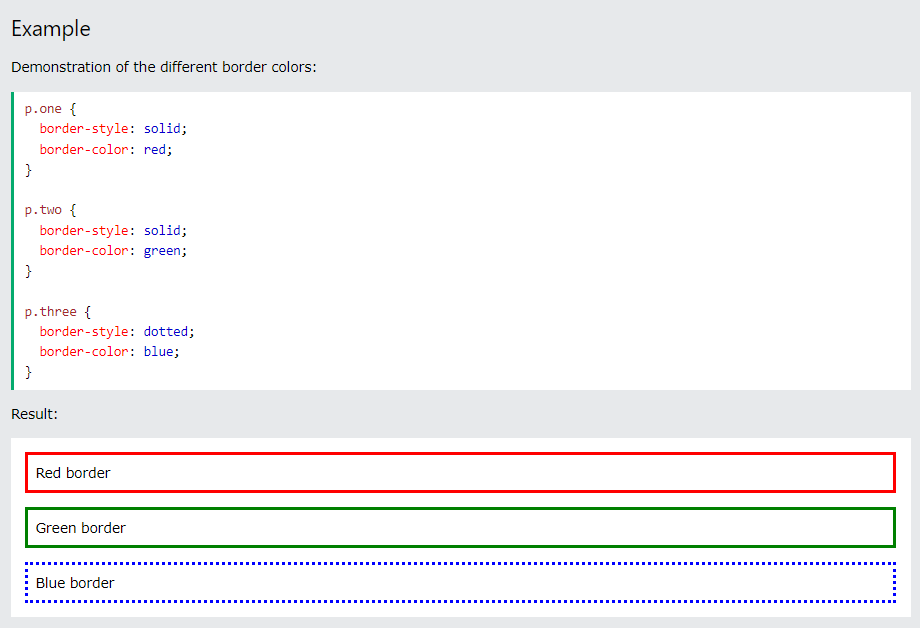 Example
Demonstration of the different border colors:
p.one {
  border-style: solid;
  border-color: red;
}
p.two {
  border-style: solid;
  border-color: green;
}
p.three {
  border-style: dotted;
  border-color: blue;
}
Result:
Red border
Green border
Blue border